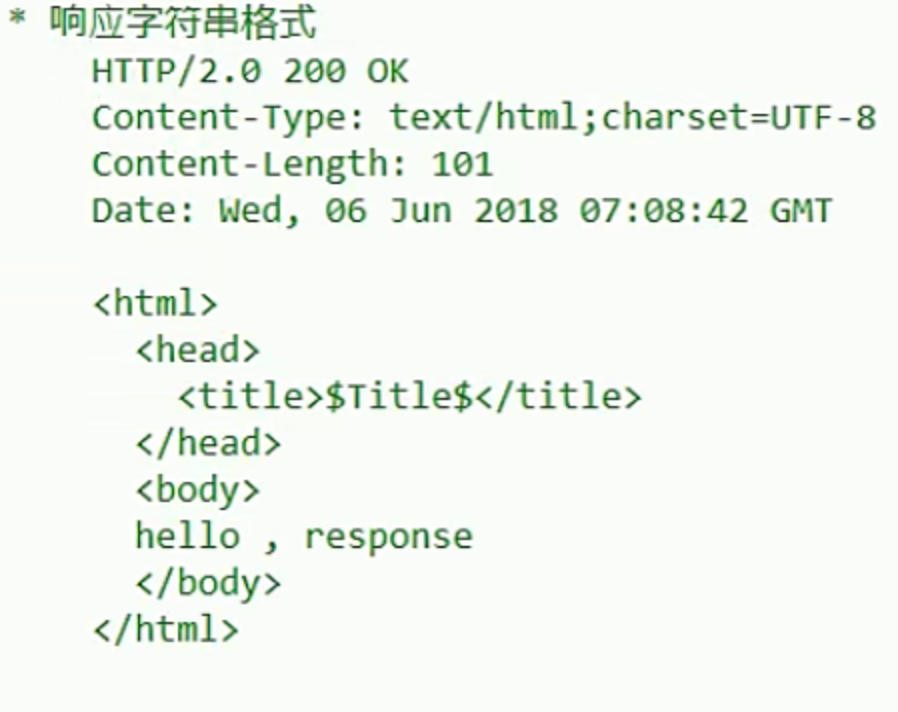 * 响应字符串格式
HTTP/2.0 200 OK
Content-Type: text/html;charset=UTF-8
Content-Length: 101
Date: Wed, 06 Jun 2018 07:08:42 GMT
<html>
<head>
<title>$Title$</title>
</head>
<body>
hello , response
</body>
</html>